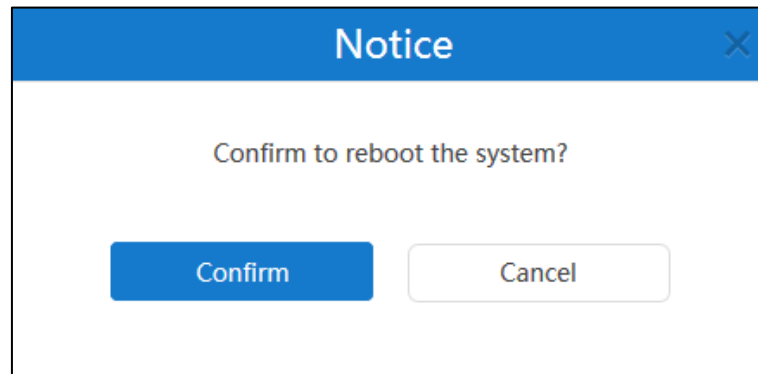 Notice
Confirm to reboot the system?
Confirm
Cancel